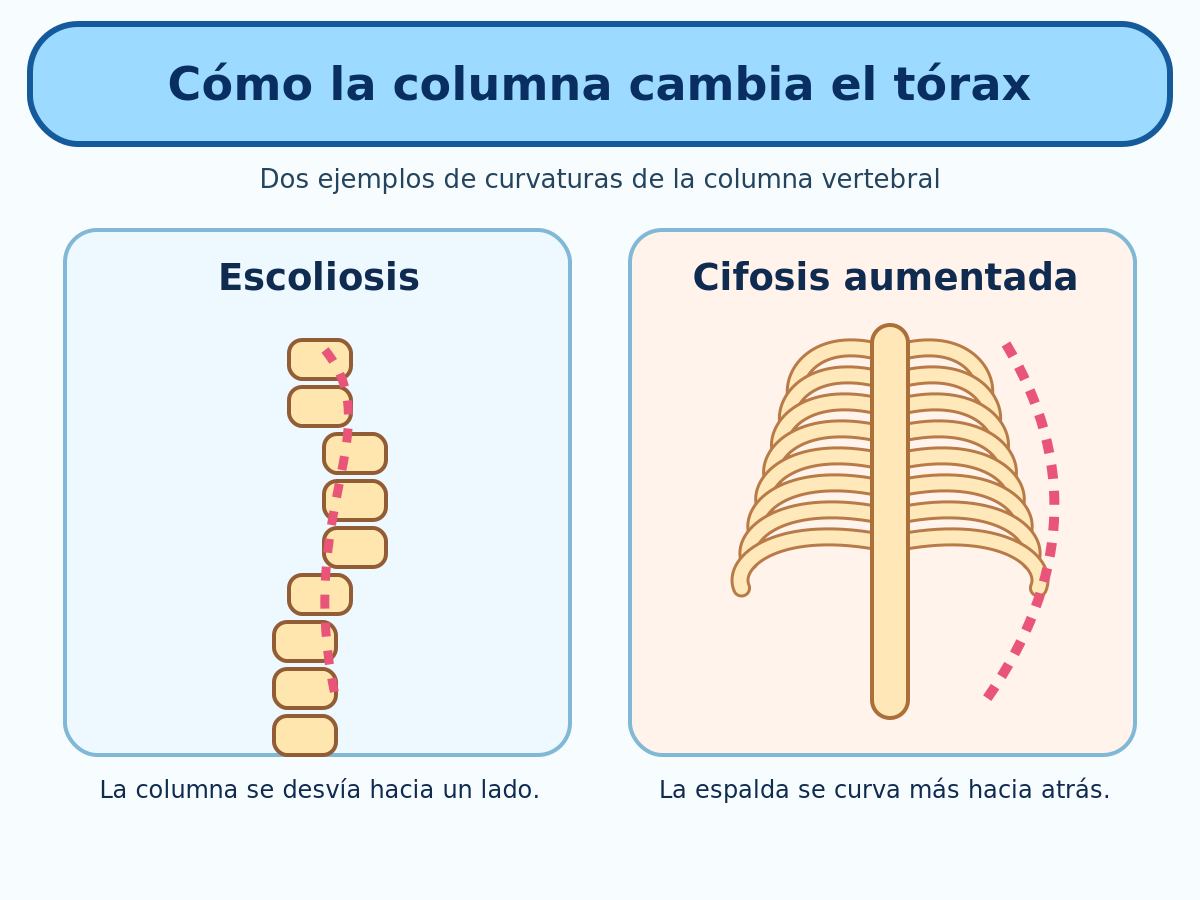 Cómo la columna cambia el tórax
Dos ejemplos de curvaturas de la columna vertebral
Escoliosis
Cifosis aumentada
La columna se desvía hacia un lado.
La espalda se curva más hacia atrás.